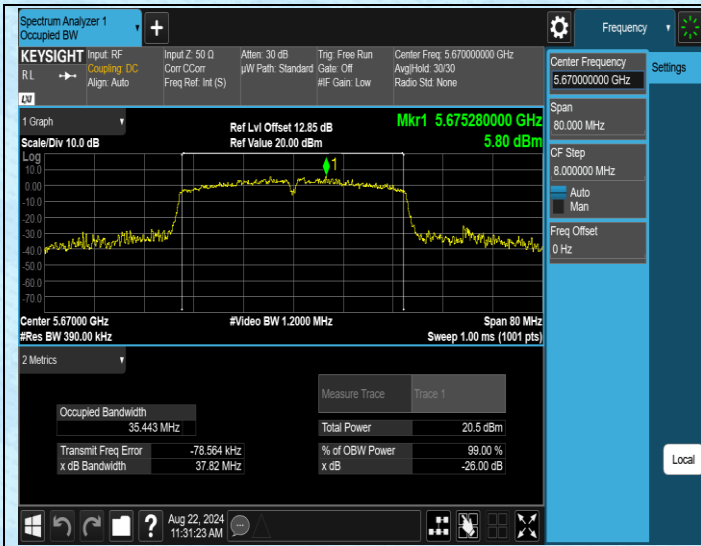 Spectrum Analyzer 1
Occupied BW
Frequency
KEYSIGHT
RL
LXI
Input: RF
Coupling: DC
Align: Auto
Input Z: 50 Ω
Corr CCorr
Freq Ref: Int (S)
Atten: 30 dB
µW Path: Standard
Trig: Free Run
Gate: Off
#IF Gain: Low
Center Freq: 5.670000000 GHz
Avg|Hold: 30/30
Radio Std: None
Center Frequency
5.670000000 GHz
Settings
Span
80.000 MHz
CF Step
8.000000 MHz
Auto
Man
Freq Offset
0 Hz
1 Graph
Scale/Div 10.0 dB
Ref Lvl Offset 12.85 dB
Ref Value 20.00 dBm
Mkr1 5.675280000 GHz
5.80 dBm
Log
10.0
0.00
-10.0
-20.0
-30.0
-40.0
-50.0
-60.0
-70.0
1
Center 5.67000 GHz
#Video BW 1.2000 MHz
Span 80 MHz
#Res BW 390.00 kHz
Sweep 1.00 ms (1001 pts)
2 Metrics
Measure Trace
Trace 1
Occupied Bandwidth
35.443 MHz
Total Power
20.5 dBm
Transmit Freq Error
-78.564 kHz
% of OBW Power
99.00 %
x dB Bandwidth
37.82 MHz
x dB
-26.00 dB
Local
?
Aug 22, 2024
11:31:23 AM